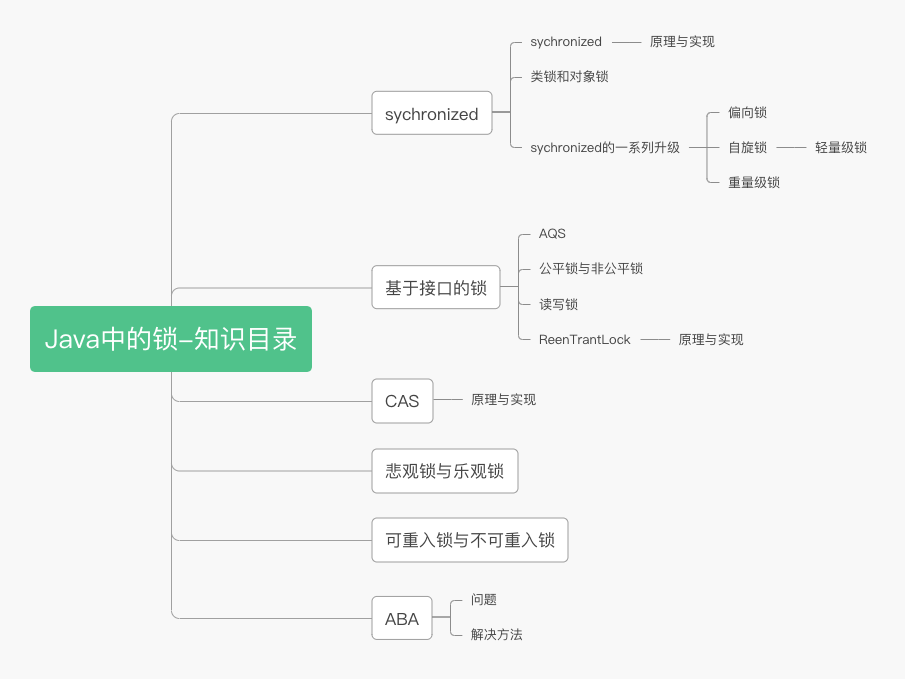 Java中的锁–知识目录
sychronized
sychronized
原理与实现
类锁和对象锁
sychronized的一系列升级
偏向锁
自旋锁
轻量级锁
重量级锁
基于接口的锁
AQS
公平锁与非公平锁
读写锁
ReenTrantLock
原理与实现
CAS
原理与实现
悲观锁与乐观锁
可重入锁与不可重入锁
ABA
问题
解决方法